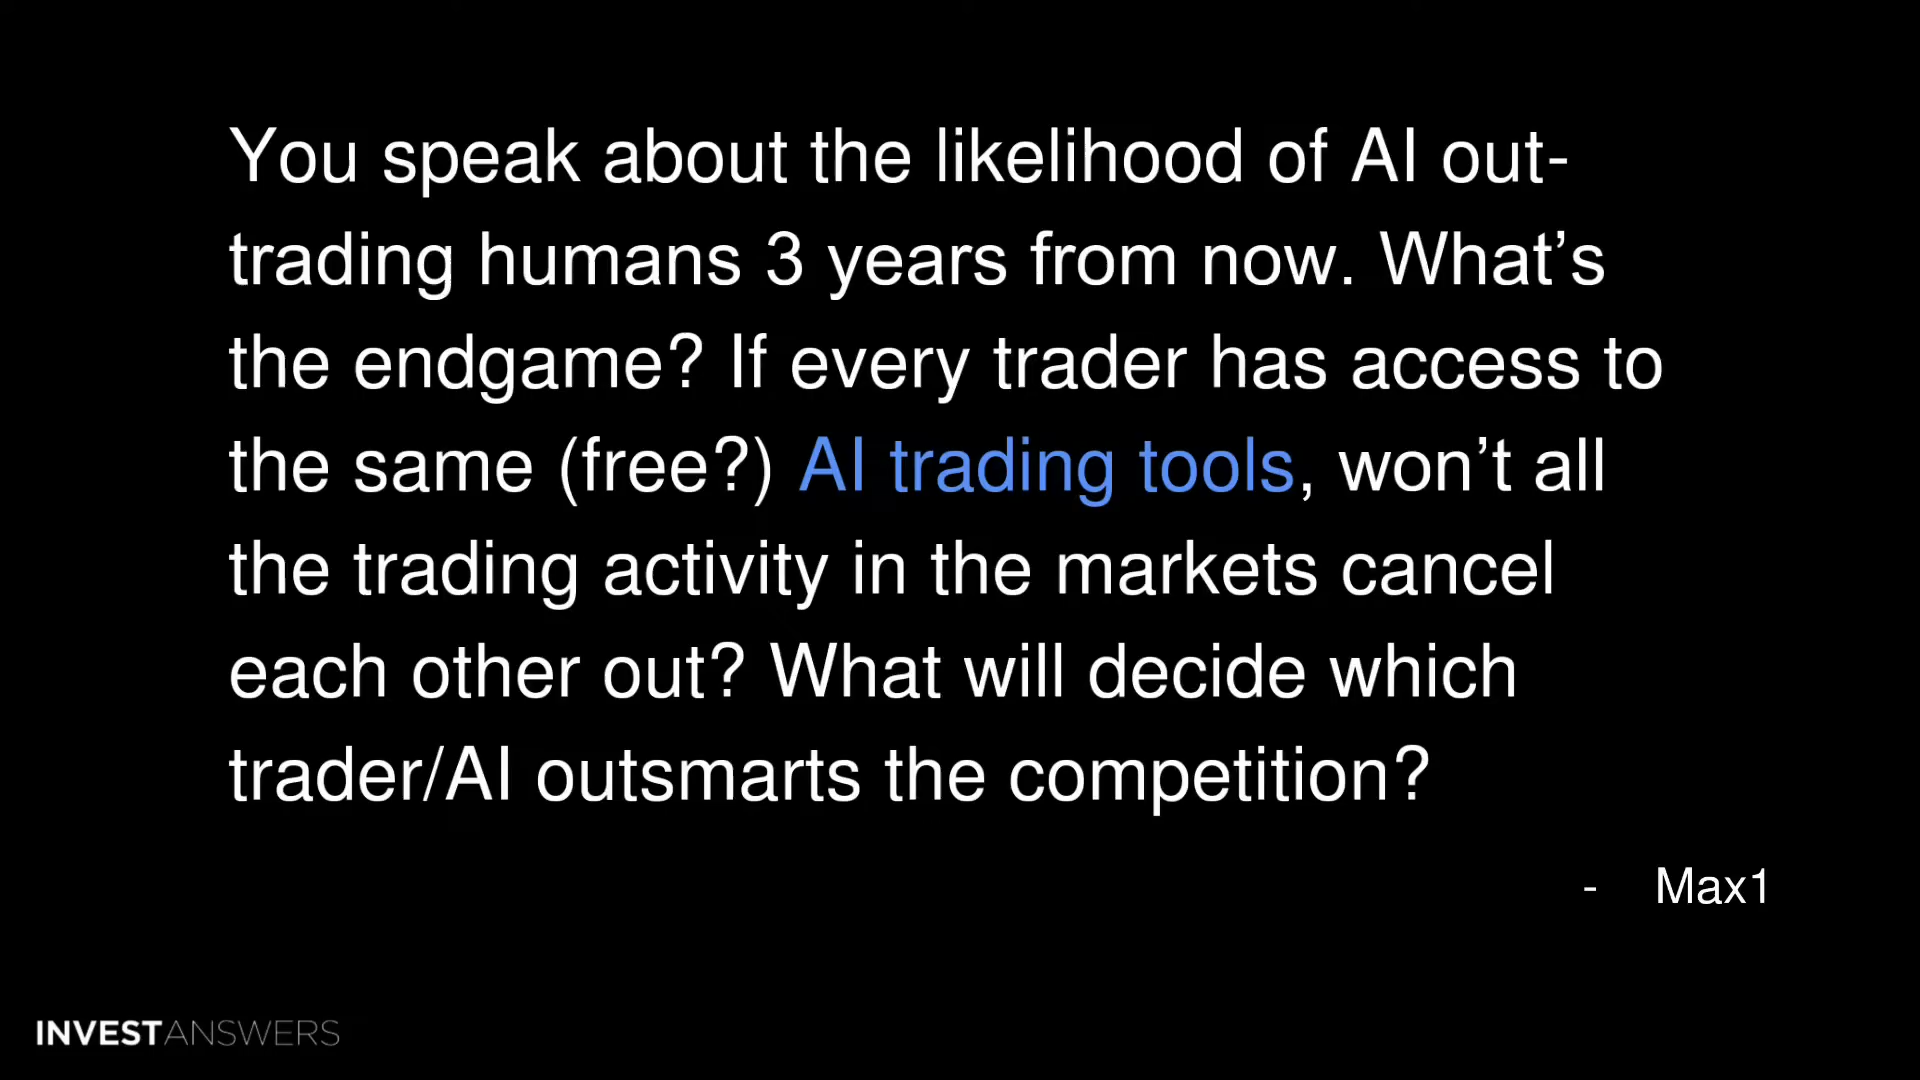 You speak about the likelihood of AI out-
trading humans 3 years from now. What’s
the endgame? If every trader has access to
the same (free?) AI trading tools, won’t all
the trading activity in the markets cancel
each other out? What will decide which
trader/AI outsmarts the competition?
- Max1
INVESTANSWERS